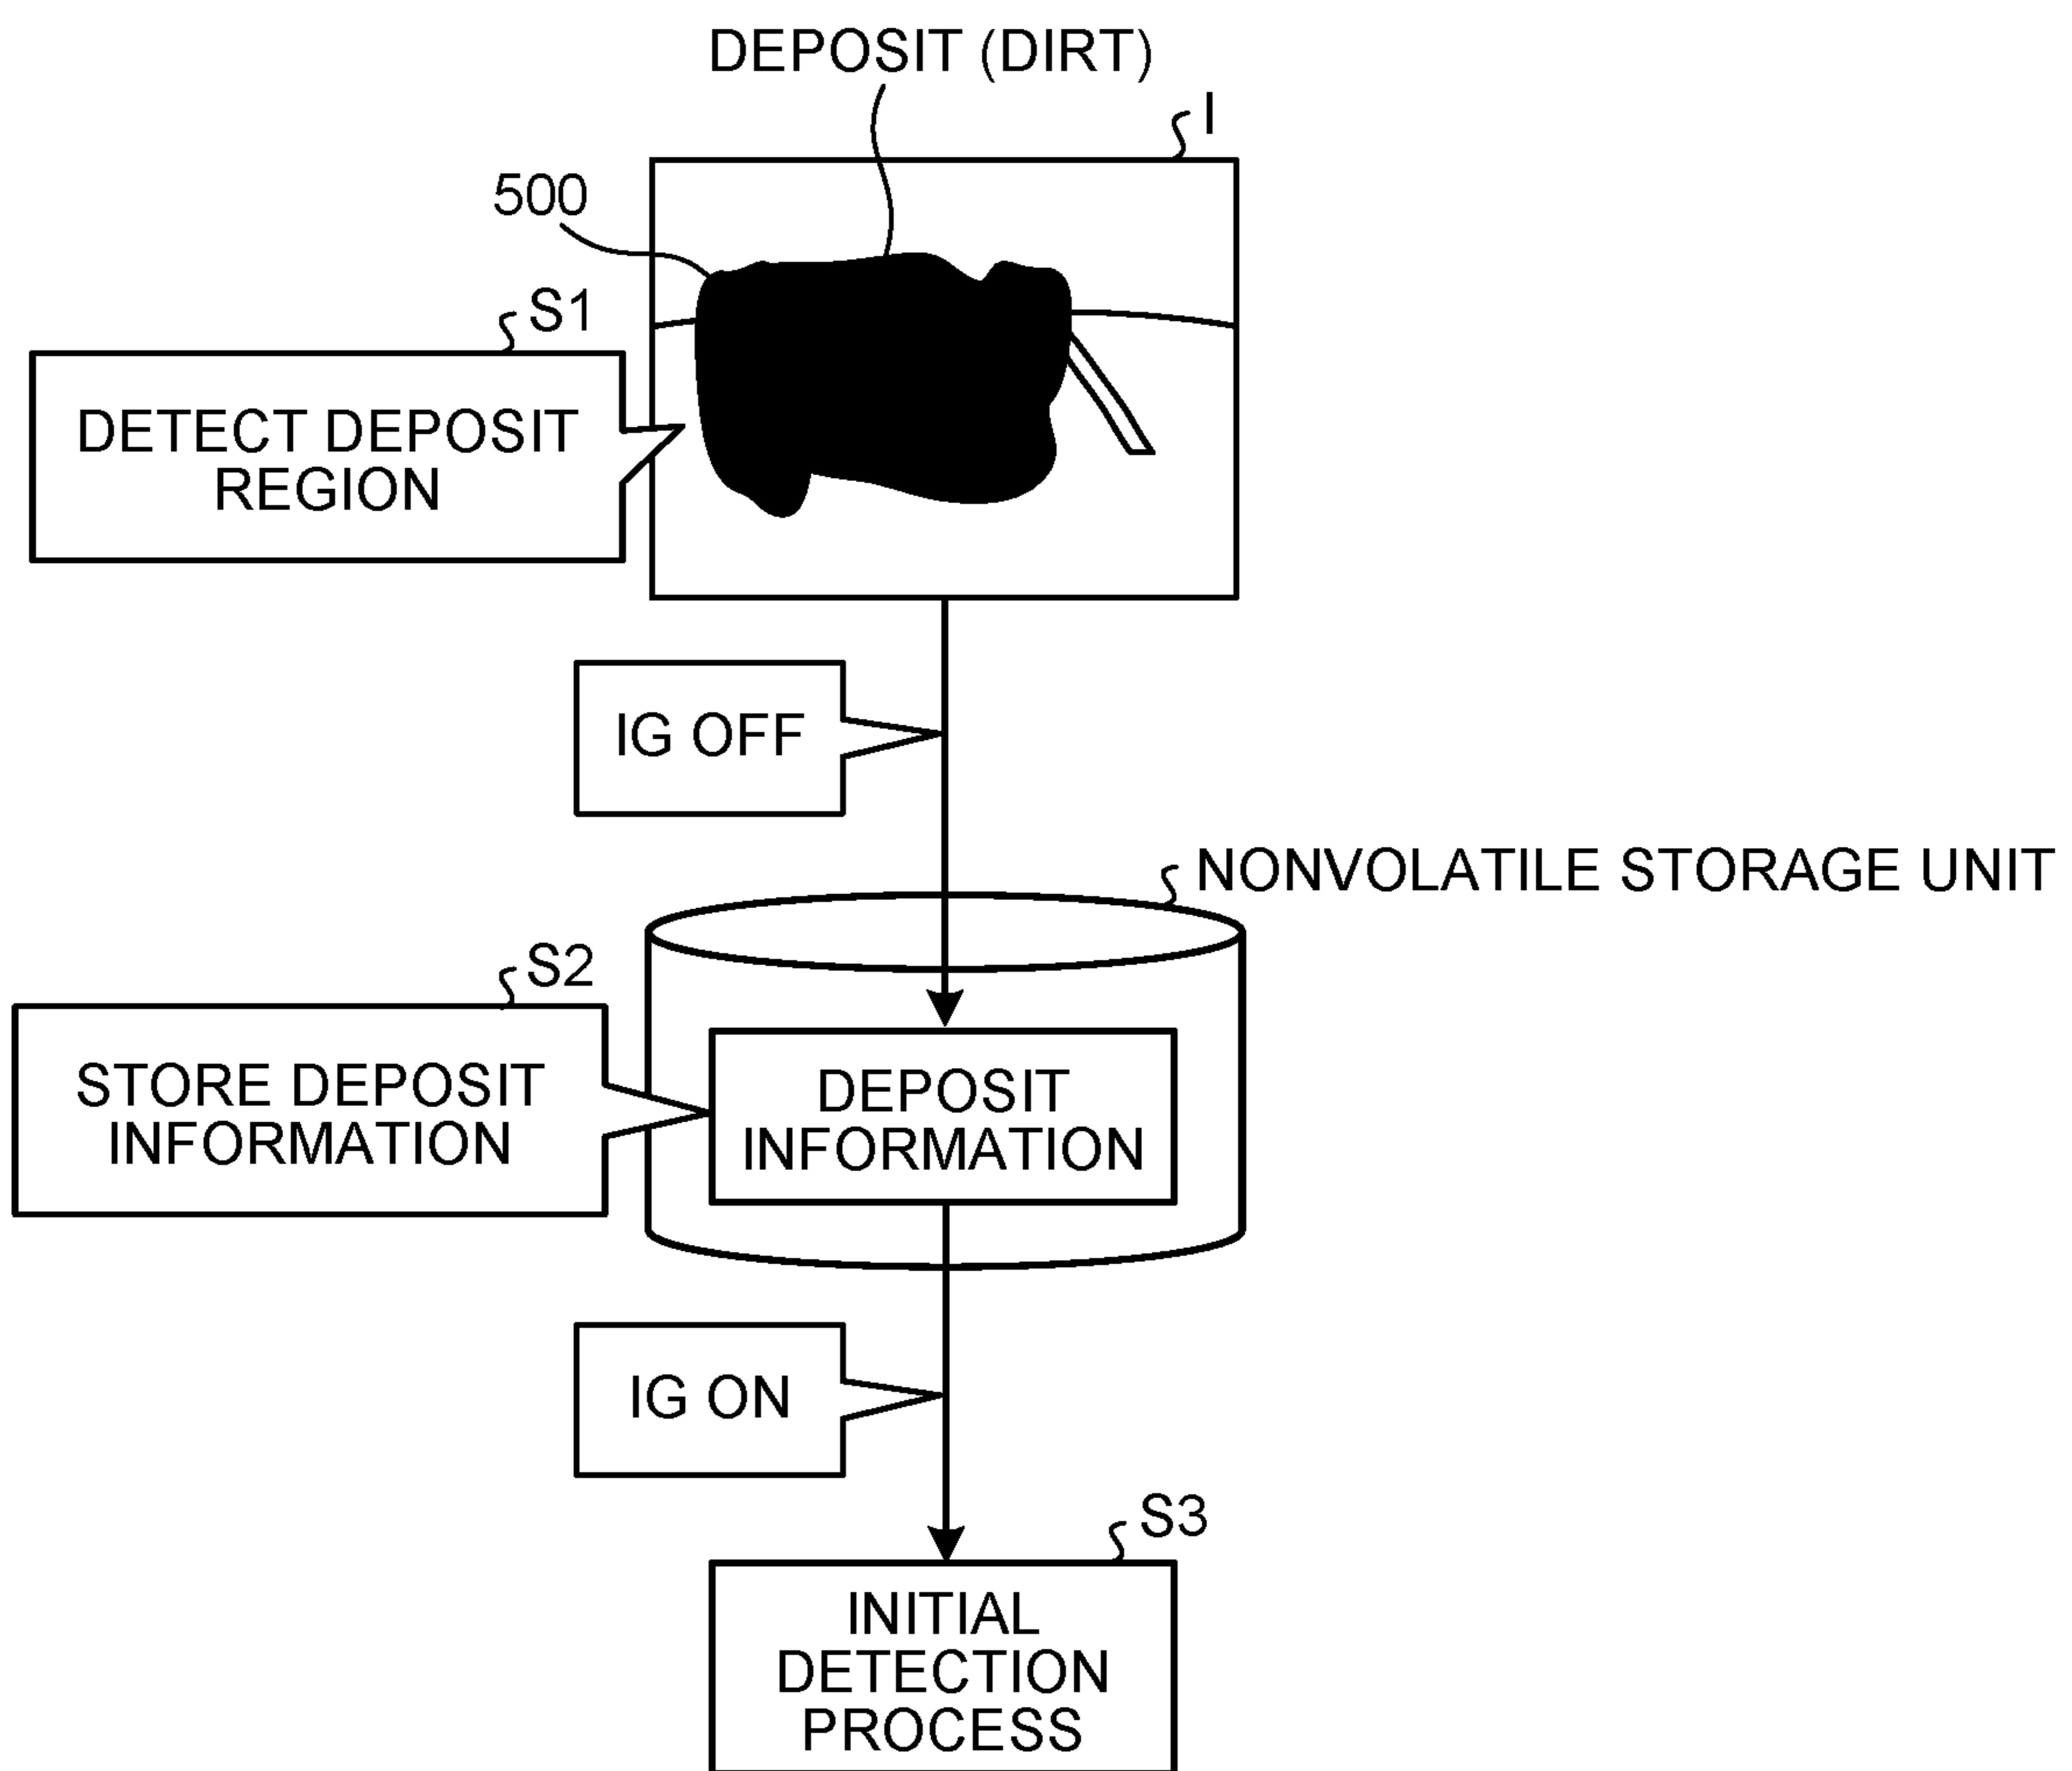 DEPOSIT (DIRT)
I
500
S1
DETECT DEPOSIT
REGION
IG OFF
NONVOLATILE STORAGE UNIT
S2
STORE DEPOSIT
INFORMATION
DEPOSIT
INFORMATION
IG ON
S3
INITIAL
DETECTION
PROCESS